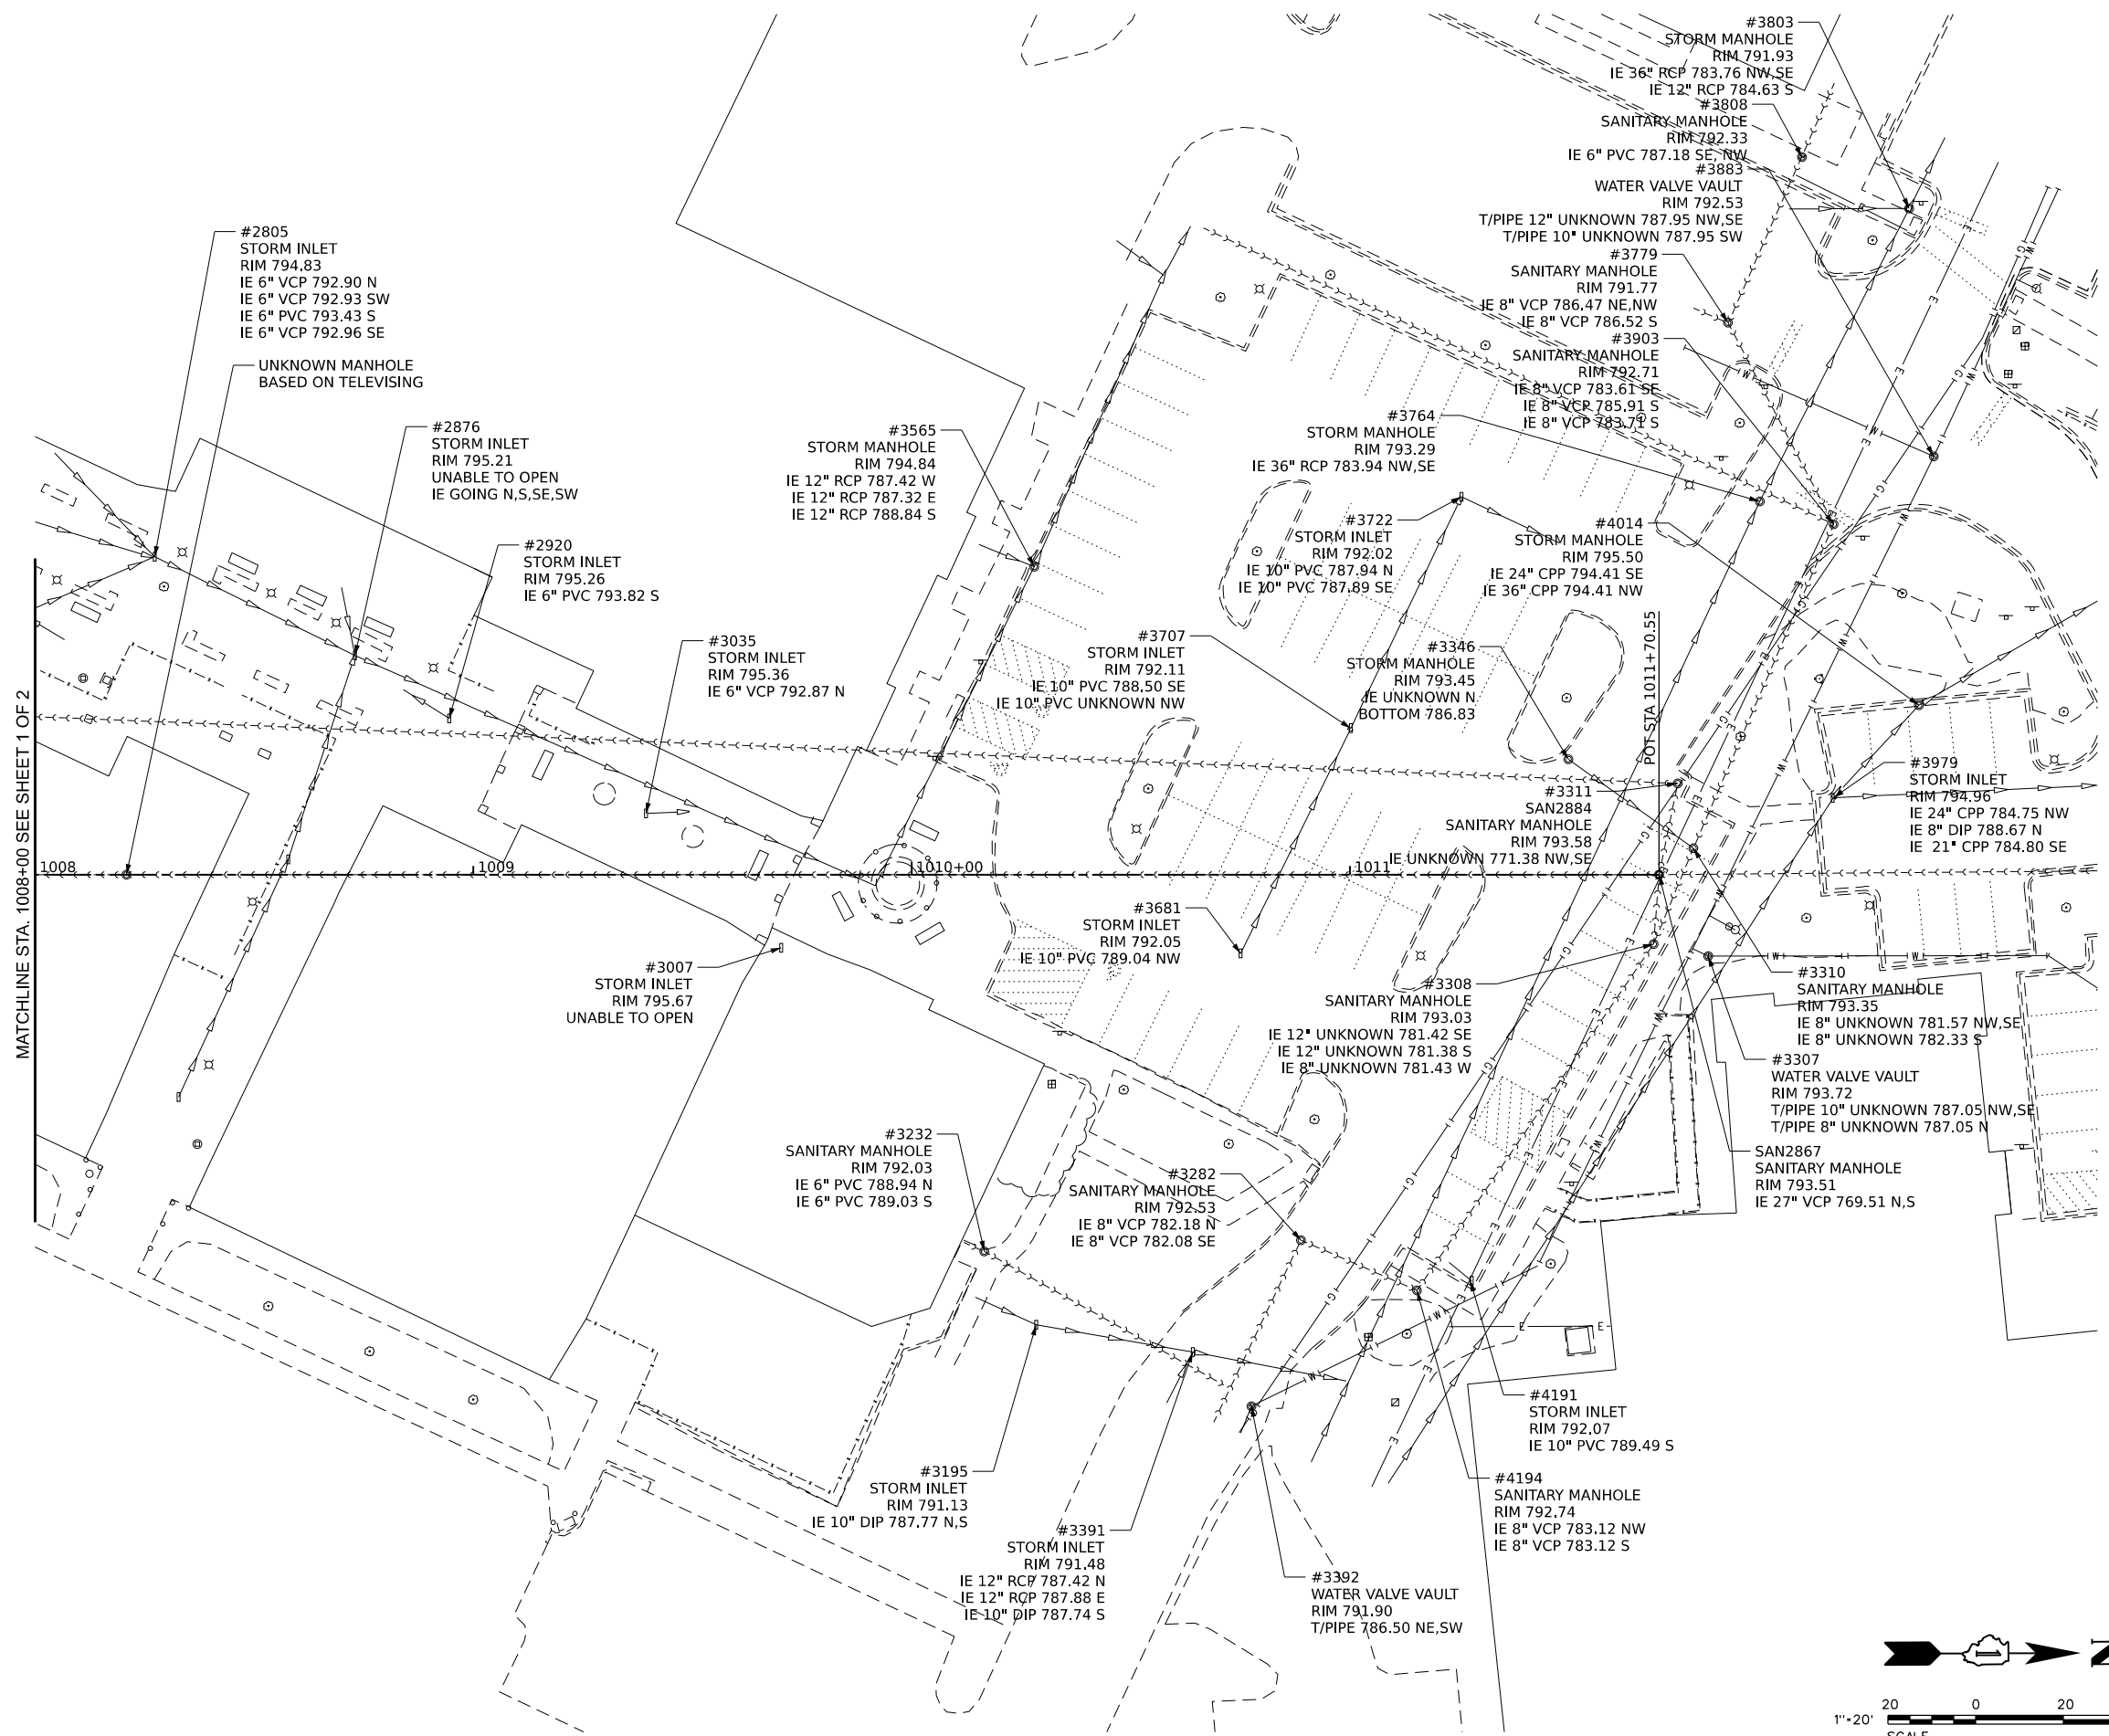 #3803
STORM MANHOLE
RIM 791.93
IE 36" RCP 783.76 NW,SE
IE 12" RCP 784.63 S
#3808
SANITARY MANHOLE
RIM 792.33
IE 6" PVC 787.18 SE, NW
#3883
WATER VALVE VAULT
RIM 792.53
T/PIPE 12" UNKNOWN 787.95 NW,SE
T/PIPE 10" UNKNOWN 787.95 SW
#3779
SANITARY MANHOLE
RIM 791.77
IE 8" VCP 786.47 NE,NW
IE 8" VCP 786.52 S
#3903
SANITARY MANHOLE
RIM 792.71
IE 8" VCP 783.61 SE
IE 8" VCP 785.91 S
IE 8" VCP 783.71 S
#2805
STORM INLET
RIM 794.83
IE 6" VCP 792.90 N
IE 6" VCP 792.93 SW
IE 6" PVC 793.43 S
IE 6" VCP 792.96 SE
UNKNOWN MANHOLE
BASED ON TELEVISING
#2876
STORM INLET
RIM 795.21
UNABLE TO OPEN
IE GOING N,S,SE,SW
#3565
STORM MANHOLE
RIM 794.84
IE 12" RCP 787.42 W
IE 12" RCP 787.32 E
IE 12" RCP 788.84 S
#3764
STORM MANHOLE
RIM 793.29
IE 36" RCP 783.94 NW,SE
#2920
STORM INLET
RIM 795.26
IE 6" PVC 793.82 S
#3722
STORM INLET
RIM 792.02
IE 10" PVC 787.94 N
IE 10" PVC 787.89 SE
#4014
STORM MANHOLE
RIM 795.50
IE 24" CPP 794.41 SE
IE 36" CPP 794.41 NW
#3035
STORM INLET
RIM 795.36
IE 6" VCP 792.87 N
#3707
STORM INLET
RIM 792.11
IE 10" PVC 788.50 SE
IE 10" PVC UNKNOWN NW
#3346
STORM MANHOLE
RIM 793.45
IE UNKNOWN N
BOTTOM 786.83
POT STA 1011+70.55
#3979
STORM INLET
RIM 794.96
IE 24" CPP 784.75 NW
IE 8" DIP 788.67 N
IE 21" CPP 784.80 SE
#3311
SAN2884
SANITARY MANHOLE
RIM 793.58
IE UNKNOWN 771.38 NW,SE
MATCHLINE STA. 1008+00 SEE SHEET 1 OF 2
1008
1009
1010+00
1011
#3681
STORM INLET
RIM 792.05
IE 10" PVC 789.04 NW
#3007
STORM INLET
RIM 795.67
UNABLE TO OPEN
#3308
SANITARY MANHOLE
RIM 793.03
IE 12" UNKNOWN 781.42 SE
IE 12" UNKNOWN 781.38 S
IE 8" UNKNOWN 781.43 W
#3310
SANITARY MANHOLE
RIM 793.35
IE 8" UNKNOWN 781.57 NW,SE
IE 8" UNKNOWN 782.33 S
#3307
WATER VALVE VAULT
RIM 793.72
T/PIPE 10" UNKNOWN 787.05 NW,SE
T/PIPE 8" UNKNOWN 787.05 N
SAN2867
SANITARY MANHOLE
RIM 793.51
IE 27" VCP 769.51 N,S
#3232
SANITARY MANHOLE
RIM 792.03
IE 6" PVC 788.94 N
IE 6" PVC 789.03 S
#3282
SANITARY MANHOLE
RIM 792.53
IE 8" VCP 782.18 N
IE 8" VCP 782.08 SE
#4191
STORM INLET
RIM 792.07
IE 10" PVC 789.49 S
#3195
STORM INLET
RIM 791.13
IE 10" DIP 787.77 N,S
#4194
SANITARY MANHOLE
RIM 792.74
IE 8" VCP 783.12 NW
IE 8" VCP 783.12 S
#3391
STORM INLET
RIM 791.48
IE 12" RCP 787.42 N
IE 12" RCP 787.88 E
IE 10" DIP 787.74 S
#3392
WATER VALVE VAULT
RIM 791.90
T/PIPE 786.50 NE,SW
N
20 0 20
1"=20'
SCALE